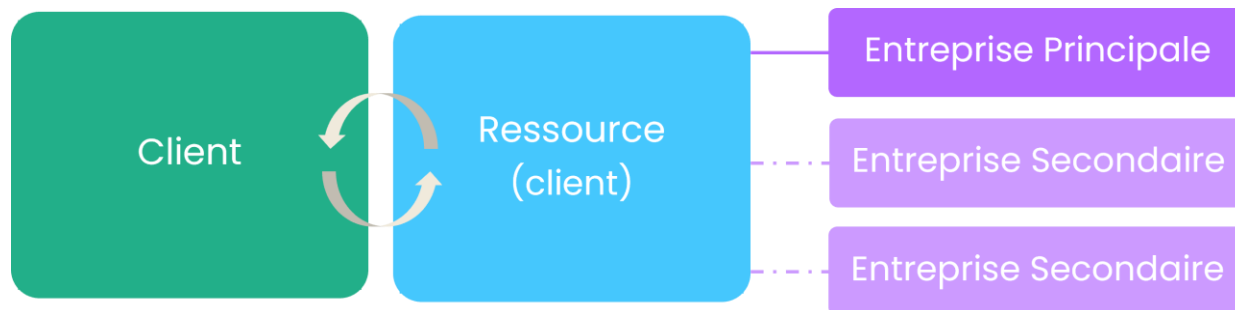 Client
Ressource
(client)
Entreprise Principale
Entreprise Secondaire
Entreprise Secondaire